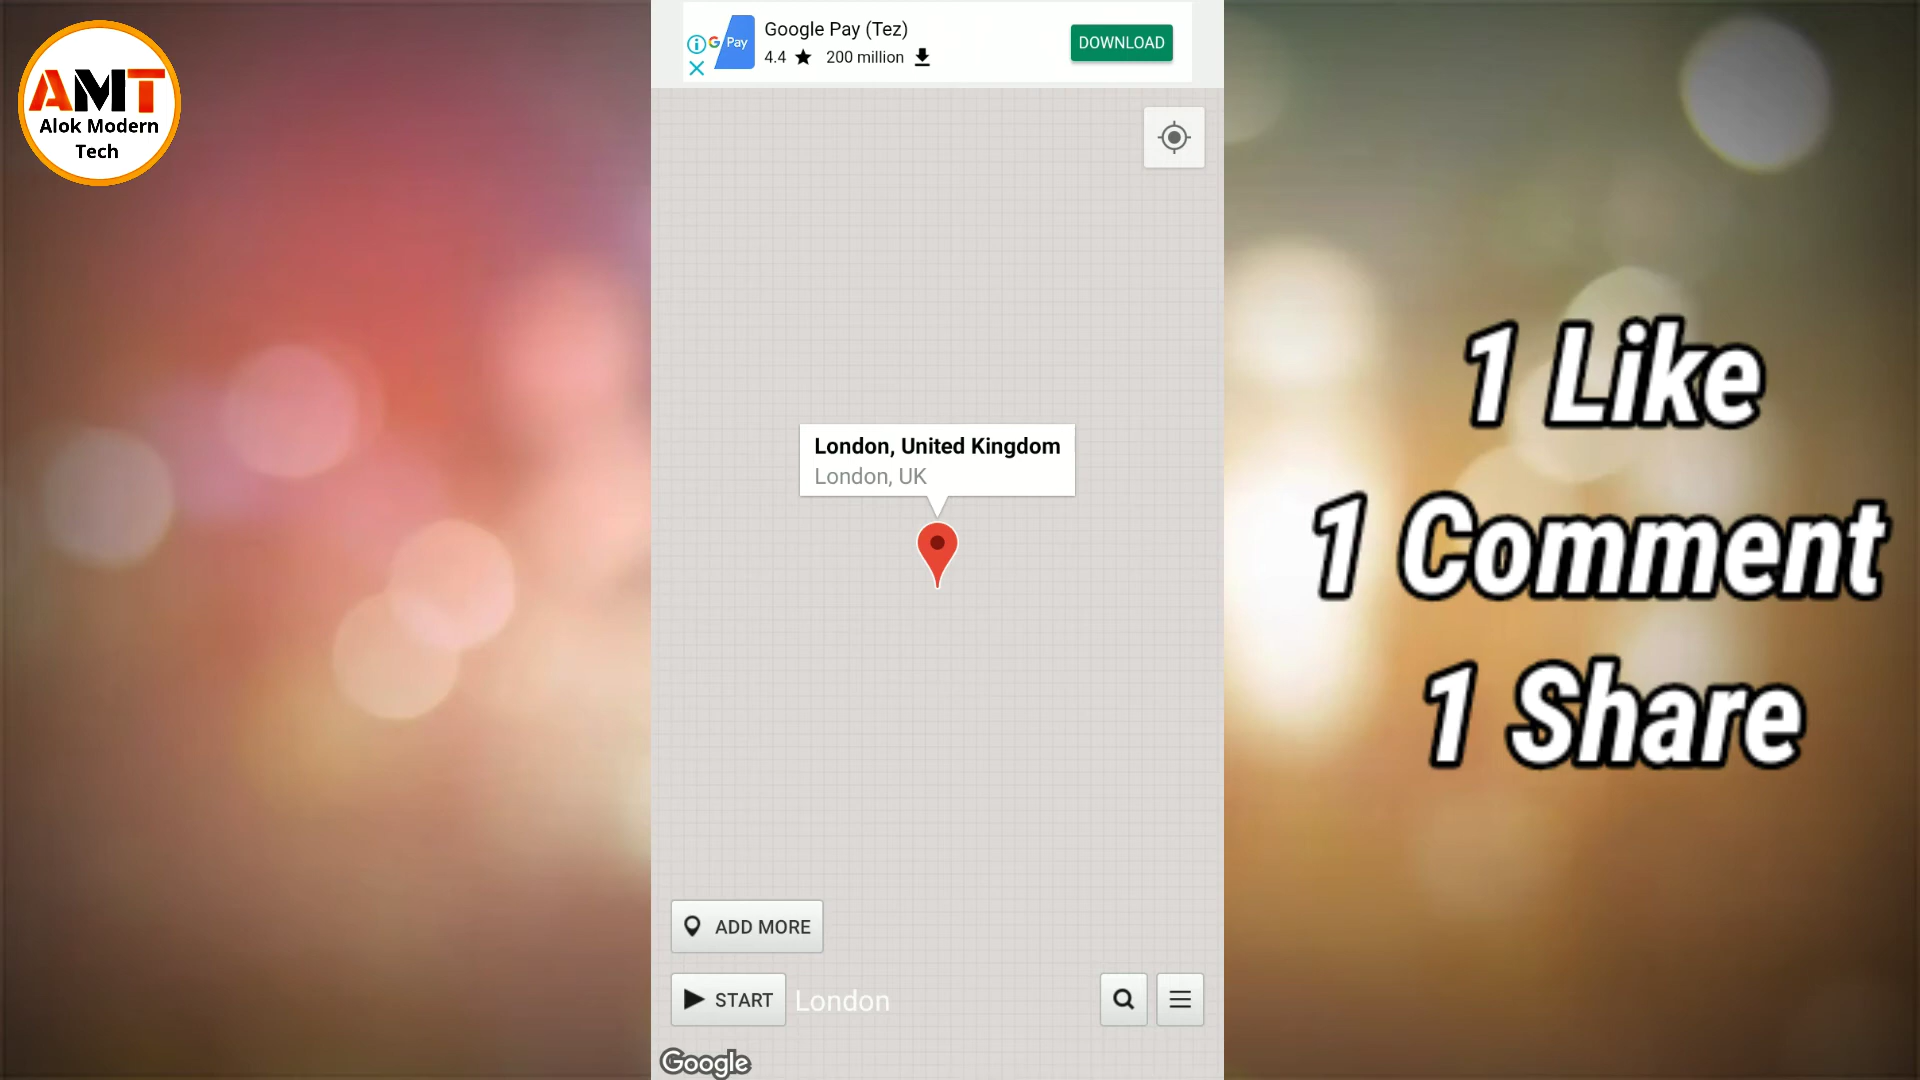 AMT
Alok Modern
Tech
G Pay
Google Pay (Tez)
4.4 ★ 200 million
DOWNLOAD
London, United Kingdom
London, UK
1 Like
1 Comment
1 Share
ADD MORE
START
London
Google